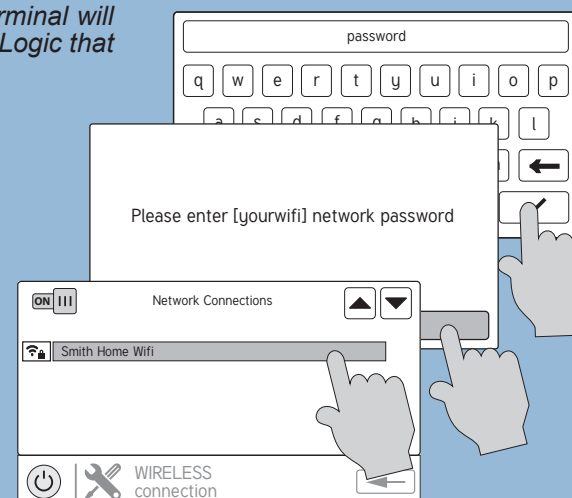 rminal will
Logic that
password
q w e r t y u i o p
a s d f g h j k l
Please enter [yourwifi] network password
ON
Network Connections
Smith Home Wifi
WIRELESS
connection